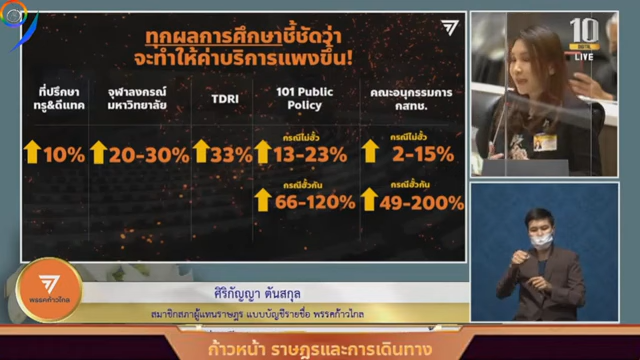 ทุกผลการศึกษาชี้ชัดว่า
จะทำให้ค่าบริการแพงขึ้น!
ที่ปรึกษา
ทรู&ดีแทค
10%
จุฬาลงกรณ์
มหาวิทยาลัย
20-30%
TDRI
33%
101 Public
Policy
กรณีไม่ฮั้ว
13-23%
กรณีฮั้วกัน
66-120%
คณะอนุกรรมการ
กสทช.
กรณีไม่ฮั้ว
2-15%
กรณีฮั้วกัน
49-200%
10
DIGITAL
LIVE
พรรคก้าวไกล
ศิริกัญญา ตันสกุล
สมาชิกสภาผู้แทนราษฎร แบบบัญชีรายชื่อ พรรคก้าวไกล
ก้าวหน้า ราษฎรและการเดินทาง